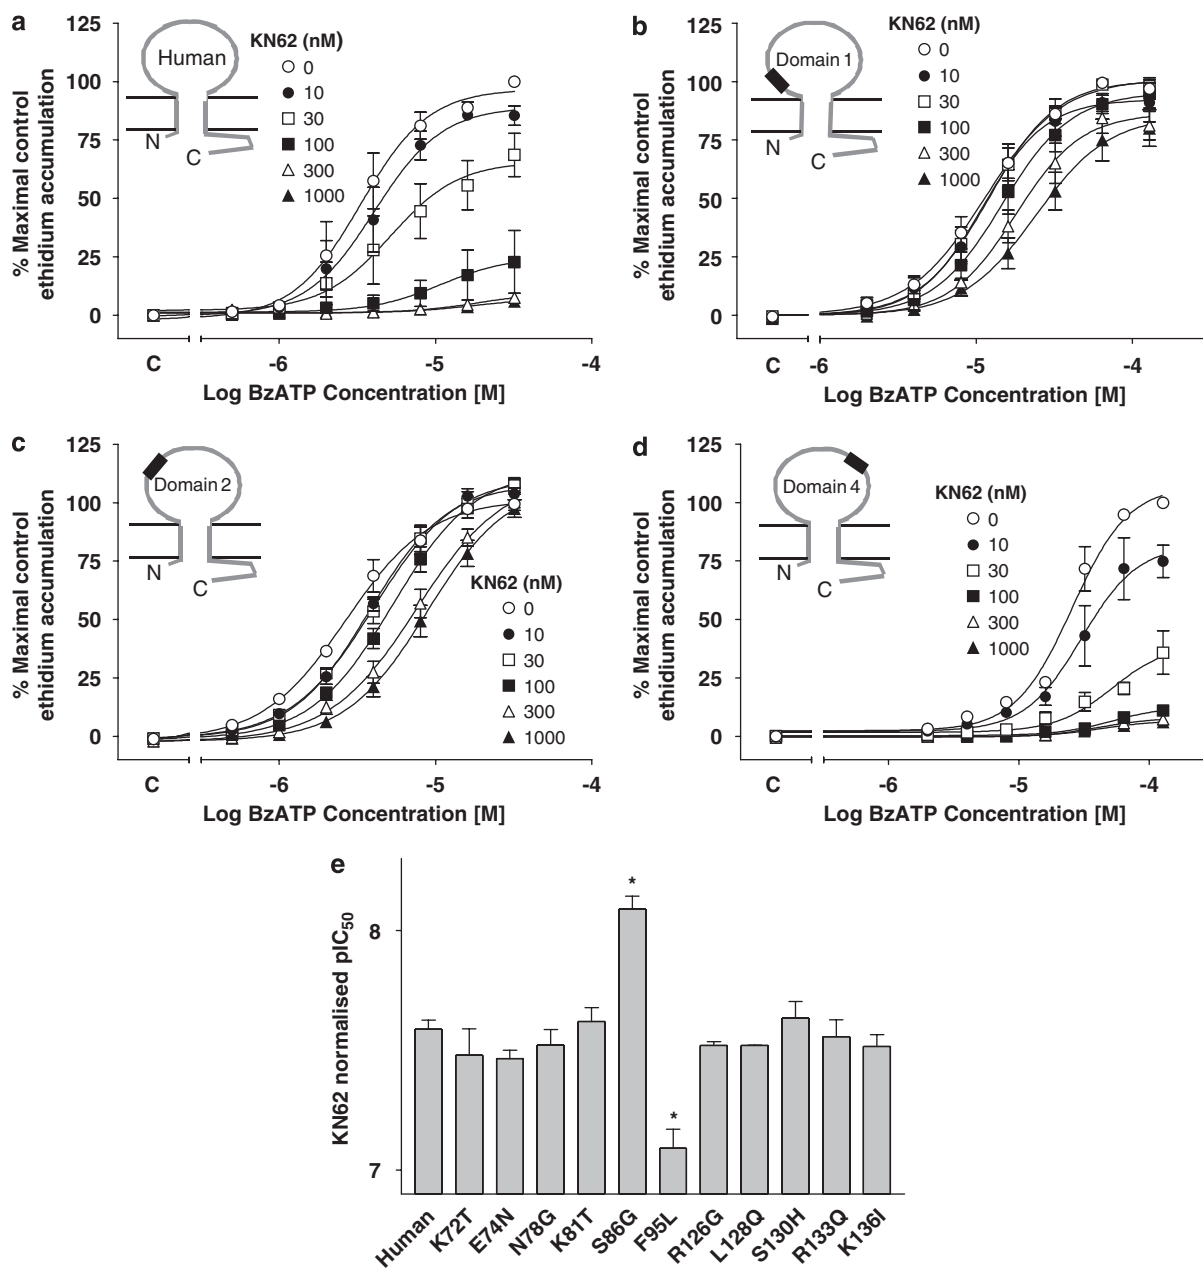 a
125
100
75
50
25
0
% Maximal control
ethidium accumulation
Human
N
C
KN62 (nM)
0
10
30
100
300
1000
C
-6
-5
-4
Log BzATP Concentration [M]
b
125
100
75
50
25
0
% Maximal control
ethidium accumulation
Domain 1
N
C
KN62 (nM)
0
10
30
100
300
1000
C
-6
-5
-4
Log BzATP Concentration [M]
c
125
100
75
50
25
0
% Maximal control
ethidium accumulation
Domain 2
N
C
KN62 (nM)
0
10
30
100
300
1000
C
-6
-5
-4
Log BzATP Concentration [M]
d
125
100
75
50
25
0
% Maximal control
ethidium accumulation
Domain 4
N
C
KN62 (nM)
0
10
30
100
300
1000
C
-6
-5
-4
Log BzATP Concentration [M]
e
KN62 normalised pIC50
8
7
*
*
Human
K72T
E74N
N78G
K81T
S86G
F95L
R126G
L128Q
S130H
R133Q
K136I